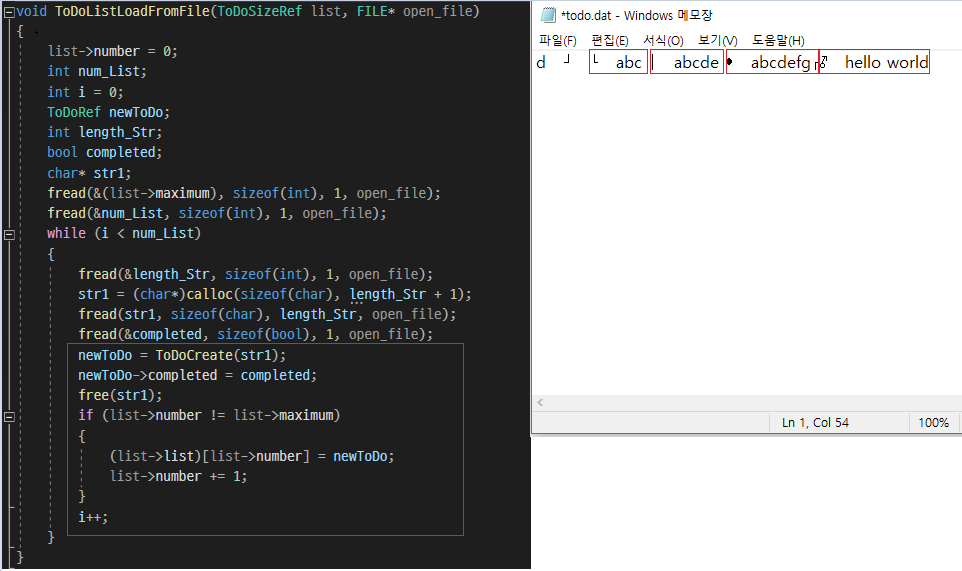 void ToDoListLoadFromFile(ToDoSizeRef list, FILE* open_file)
{
list->number = 0;
int num_List;
int i = 0;
ToDoRef newToDo;
int length_Str;
bool completed;
char* str1;
fread(&(list->maximum), sizeof(int), 1, open_file);
fread(&num_List, sizeof(int), 1, open_file);
while (i < num_List)
{
fread(&length_Str, sizeof(int), 1, open_file);
str1 = (char*)calloc(sizeof(char), length_Str + 1);
fread(str1, sizeof(char), length_Str, open_file);
fread(&completed, sizeof(bool), 1, open_file);
newToDo = ToDoCreate(str1);
newToDo->completed = completed;
free(str1);
if (list->number != list->maximum)
{
(list->list)[list->number] = newToDo;
list->number += 1;
}
i++;
}
}
*todo.dat - Windows 메모장
파일(F) 편집(E) 서식(O) 보기(V) 도움말(H)
d ┘ └ abc | abcde • abcdefg┌ hello world
Ln 1, Col 54 100%